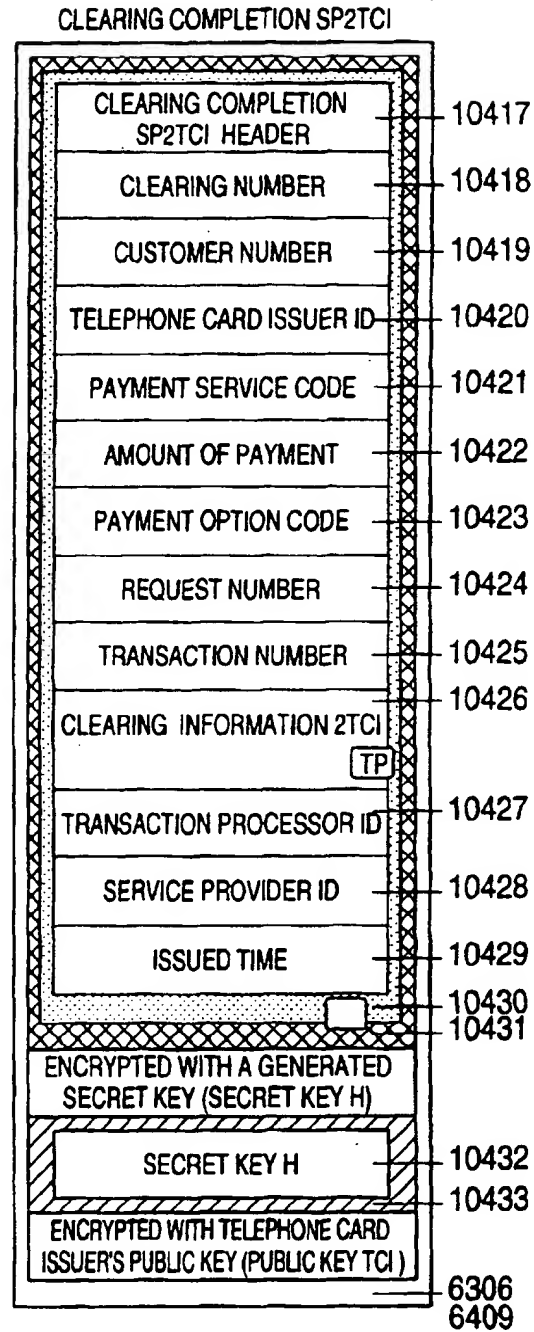 CLEARING COMPLETION SP2TCI
CLEARING COMPLETION
SP2TCI HEADER
10417
CLEARING NUMBER
10418
CUSTOMER NUMBER
10419
TELEPHONE CARD ISSUER ID
10420
PAYMENT SERVICE CODE
10421
AMOUNT OF PAYMENT
10422
PAYMENT OPTION CODE
10423
REQUEST NUMBER
10424
TRANSACTION NUMBER
10425
10426
CLEARING INFORMATION 2TCI
TP
TRANSACTION PROCESSOR ID
10427
SERVICE PROVIDER ID
10428
ISSUED TIME
10429
10430
10431
ENCRYPTED WITH A GENERATED
SECRET KEY (SECRET KEY H)
SECRET KEY H
10432
10433
ENCRYPTED WITH TELEPHONE CARD
ISSUER'S PUBLIC KEY (PUBLIC KEY TCI)
6306
6409